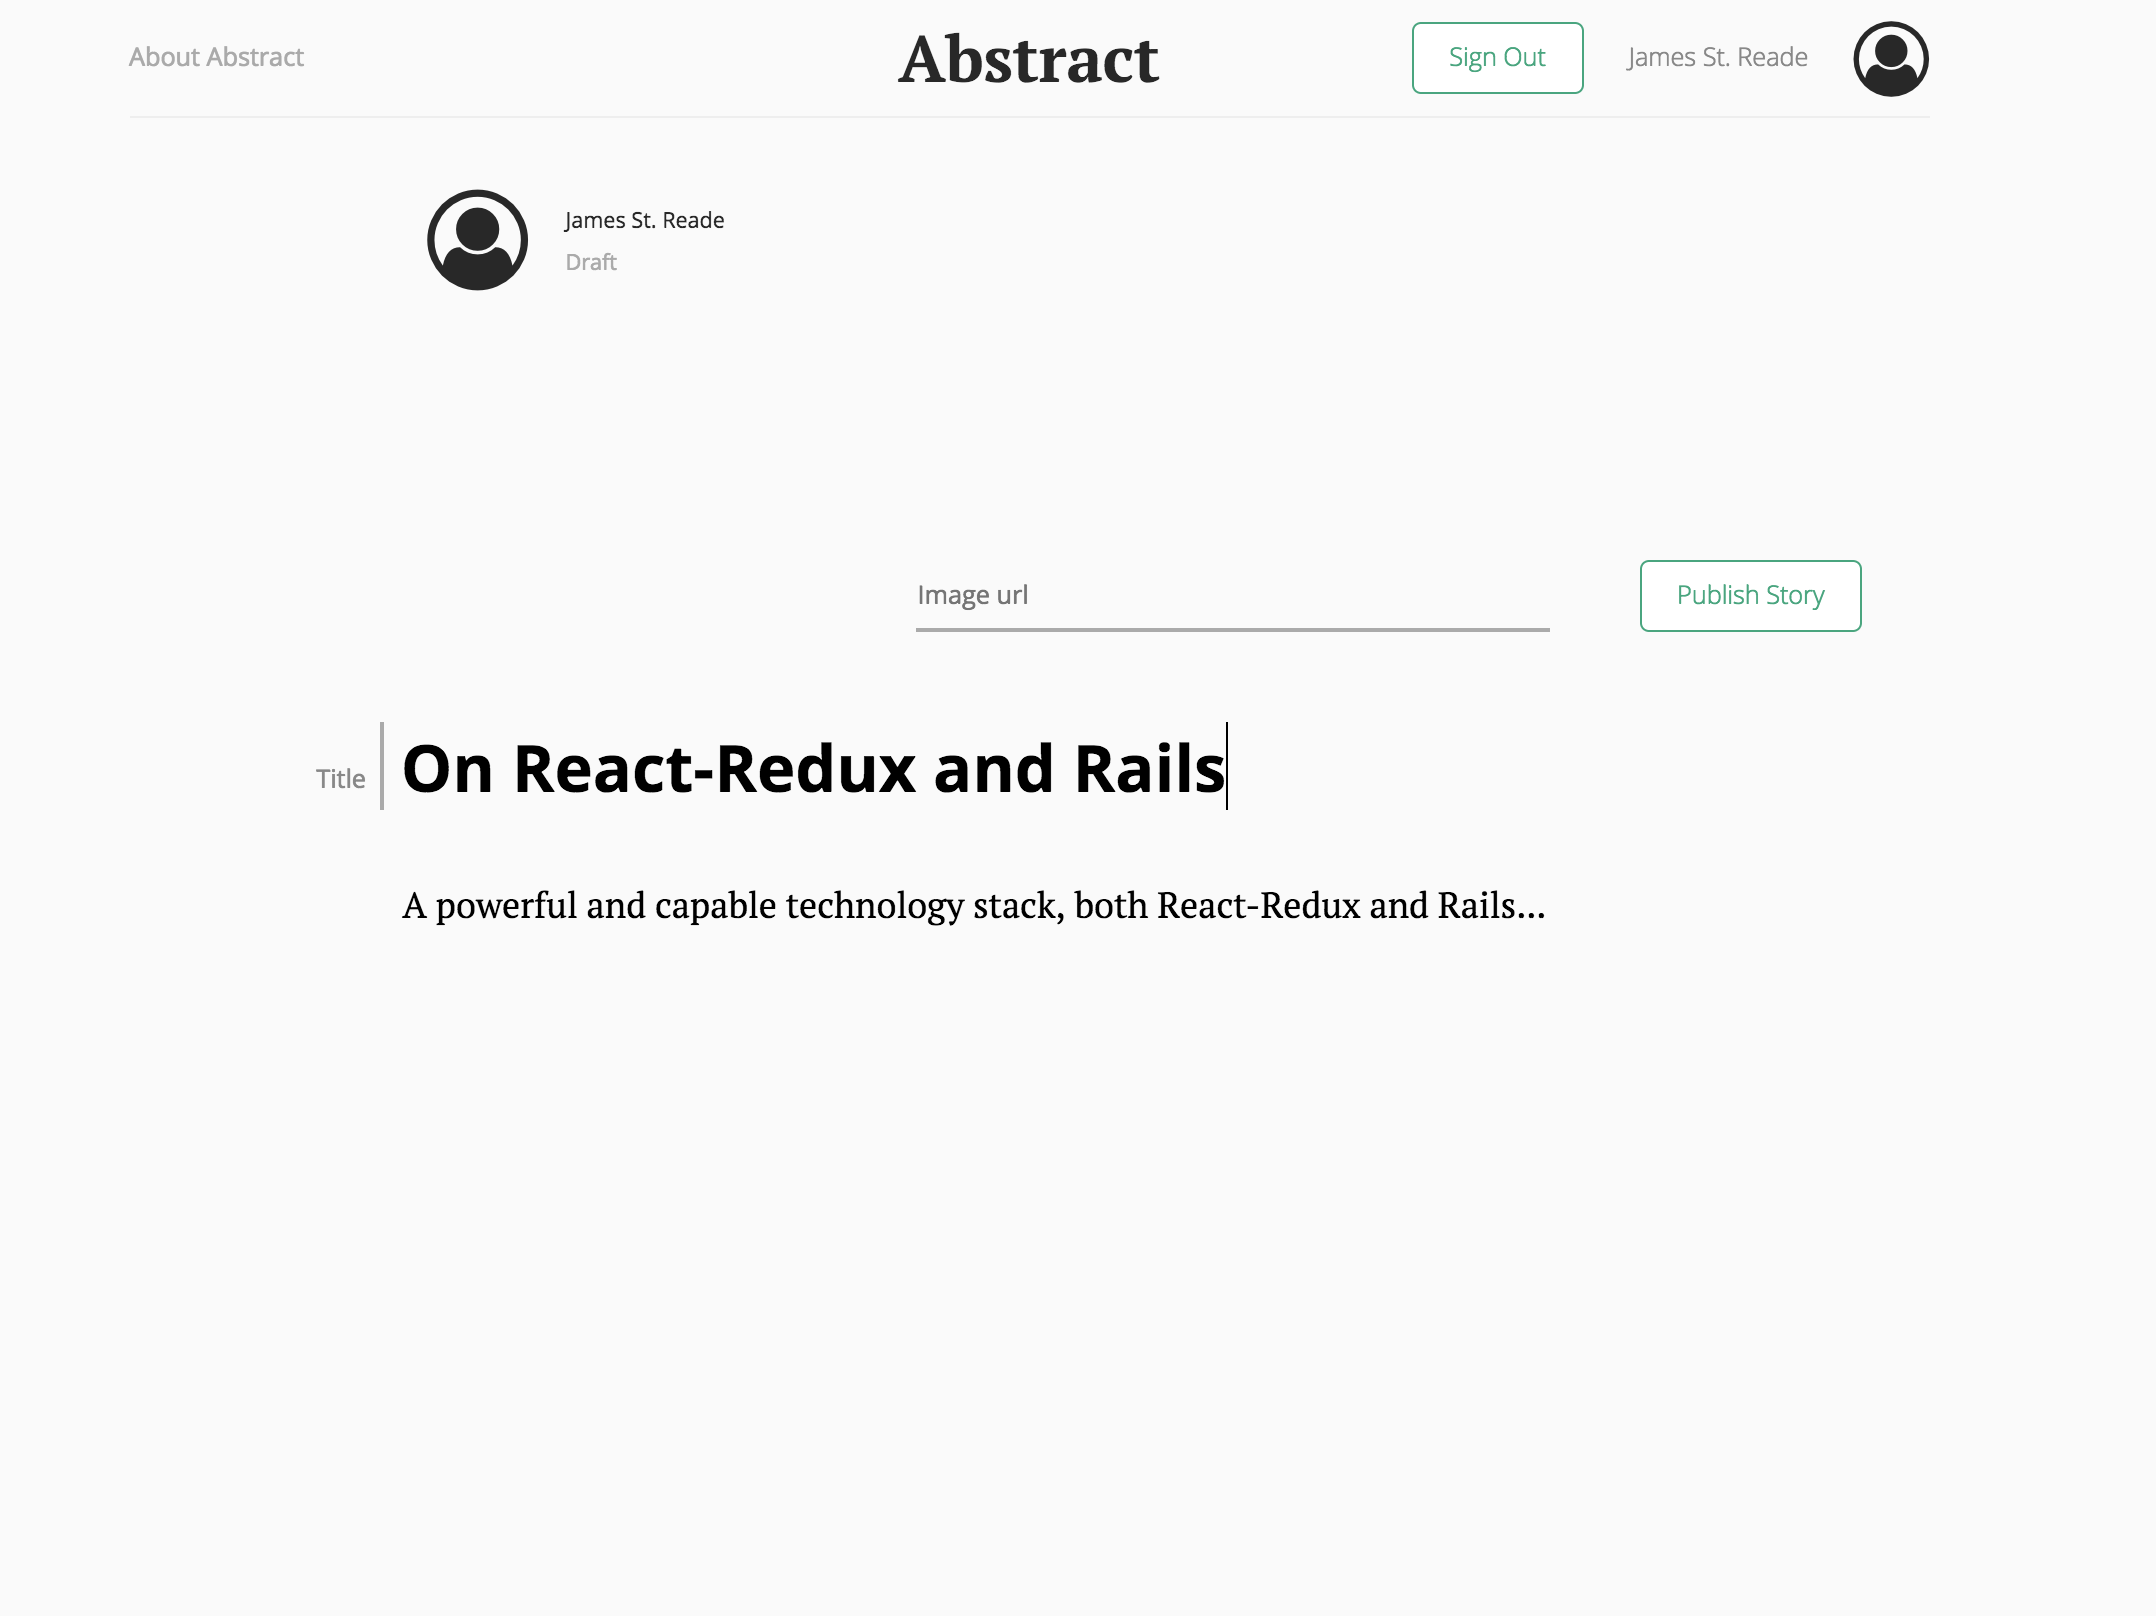 About Abstract
Abstract
Sign Out
James St. Reade
James St. Reade
Draft
Image url
Publish Story
Title
On React-Redux and Rails
A powerful and capable technology stack, both React-Redux and Rails...